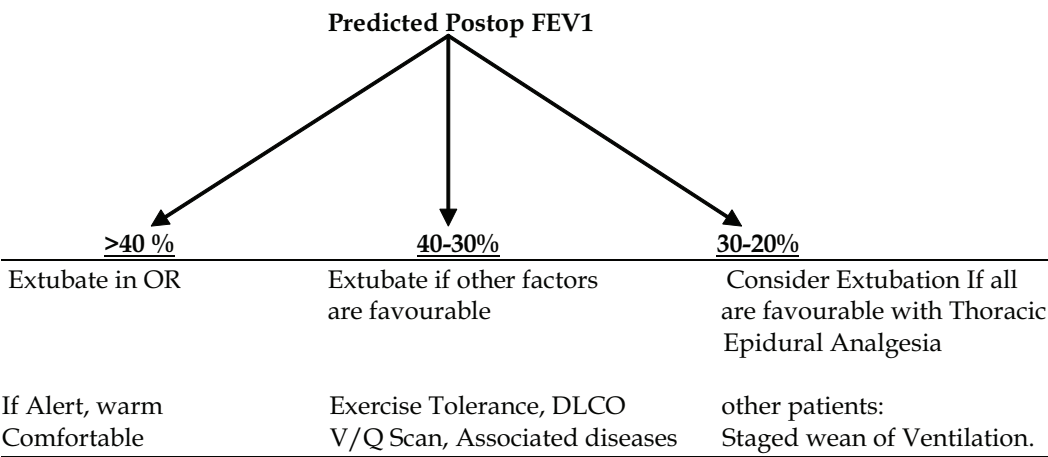 Predicted Postop FEV1
>40 %
40-30%
30-20%
Extubate in OR
Extubate if other factors
are favourable
Consider Extubation If all
are favourable with Thoracic
Epidural Analgesia
If Alert, warm
Comfortable
Exercise Tolerance, DLCO
V/Q Scan, Associated diseases
other patients:
Staged wean of Ventilation.